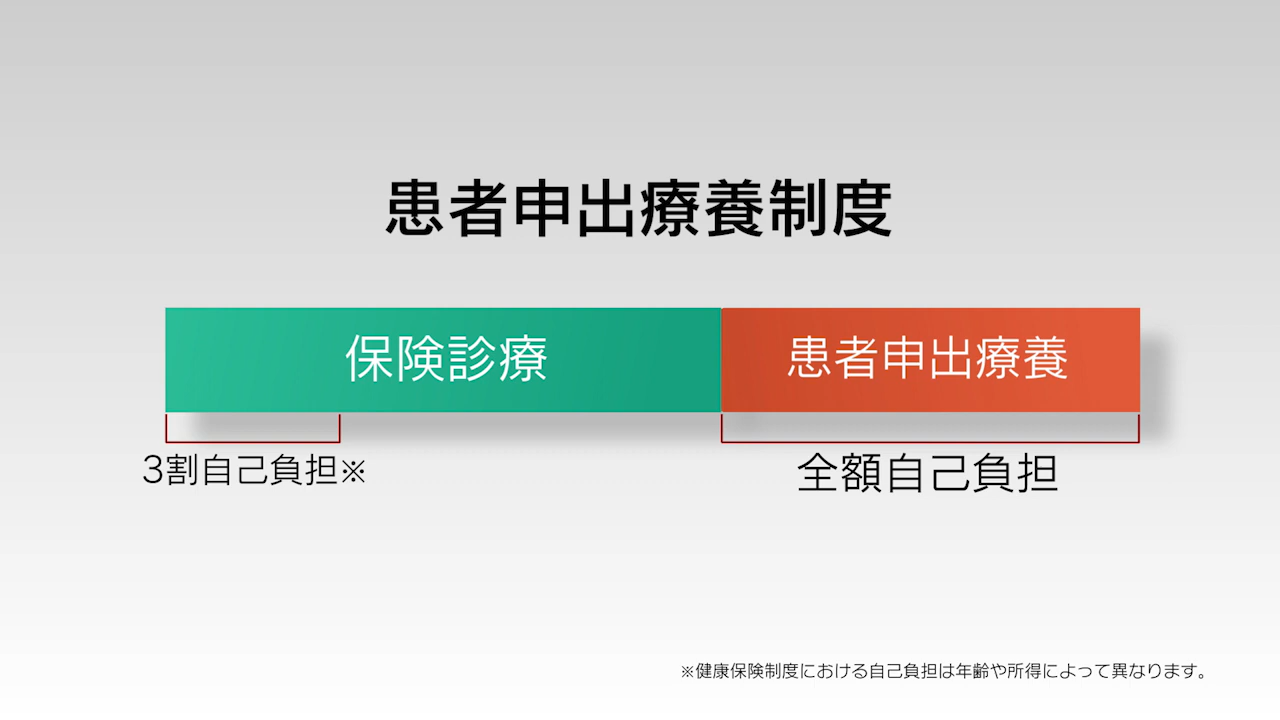 患者申出療養制度
保険診療
患者申出療養
3割自己負担※
全額自己負担
※健康保険制度における自己負担は年齢や所得によって異なります。